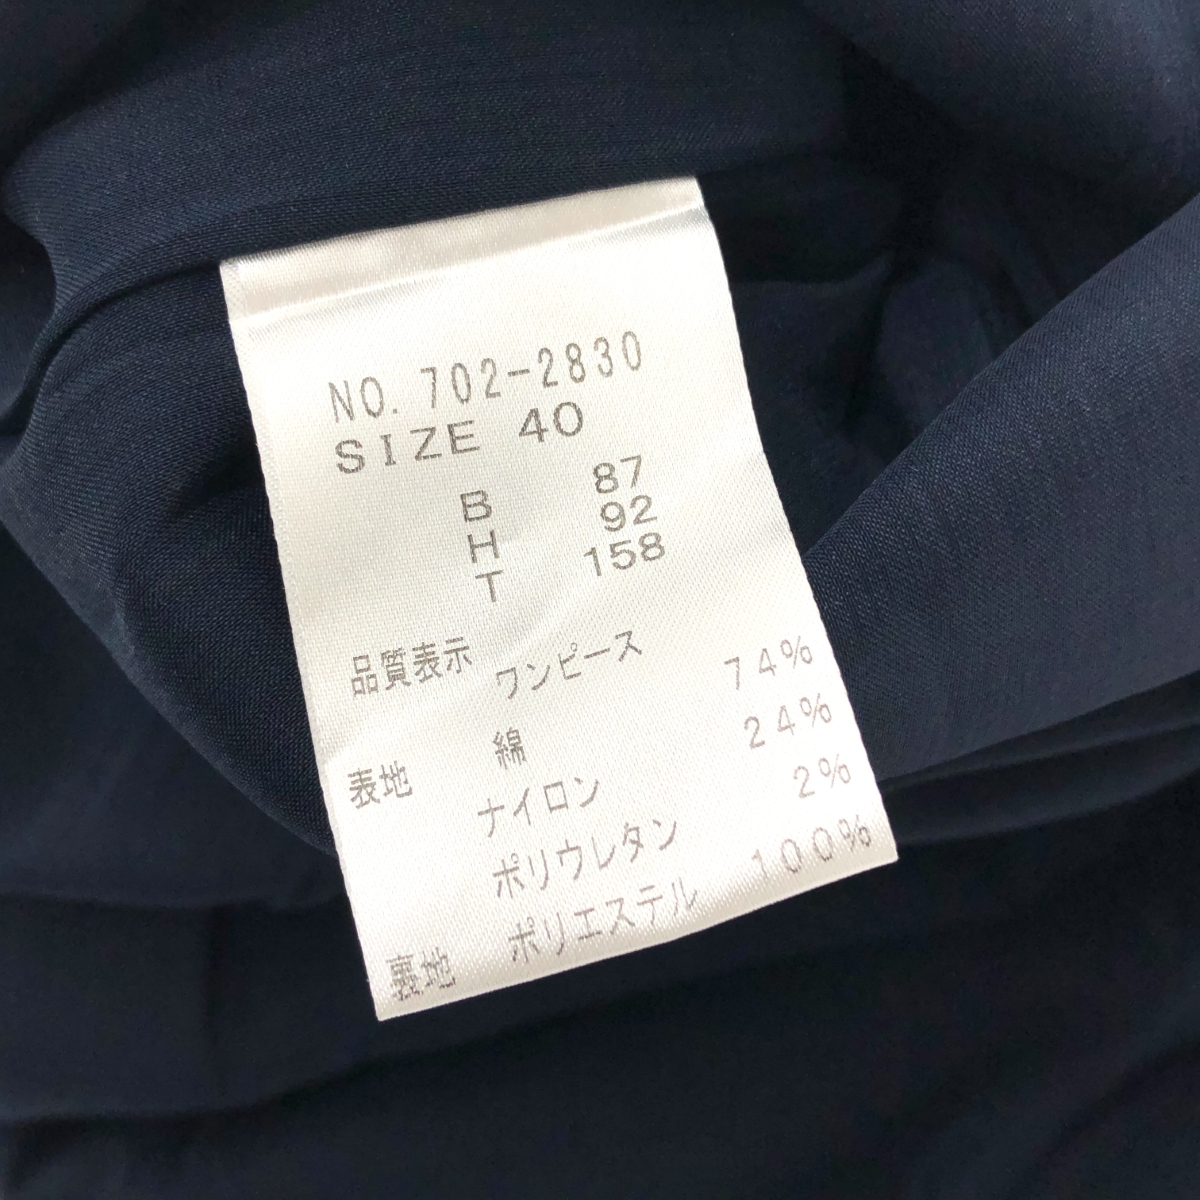 NO. 702-2830
SIZE 40
B 87
H 92
T 158
品質表示 ワンピース
表地 綿 74%
ナイロン 24%
ポリウレタン 2%
裏地 ポリエステル 100%